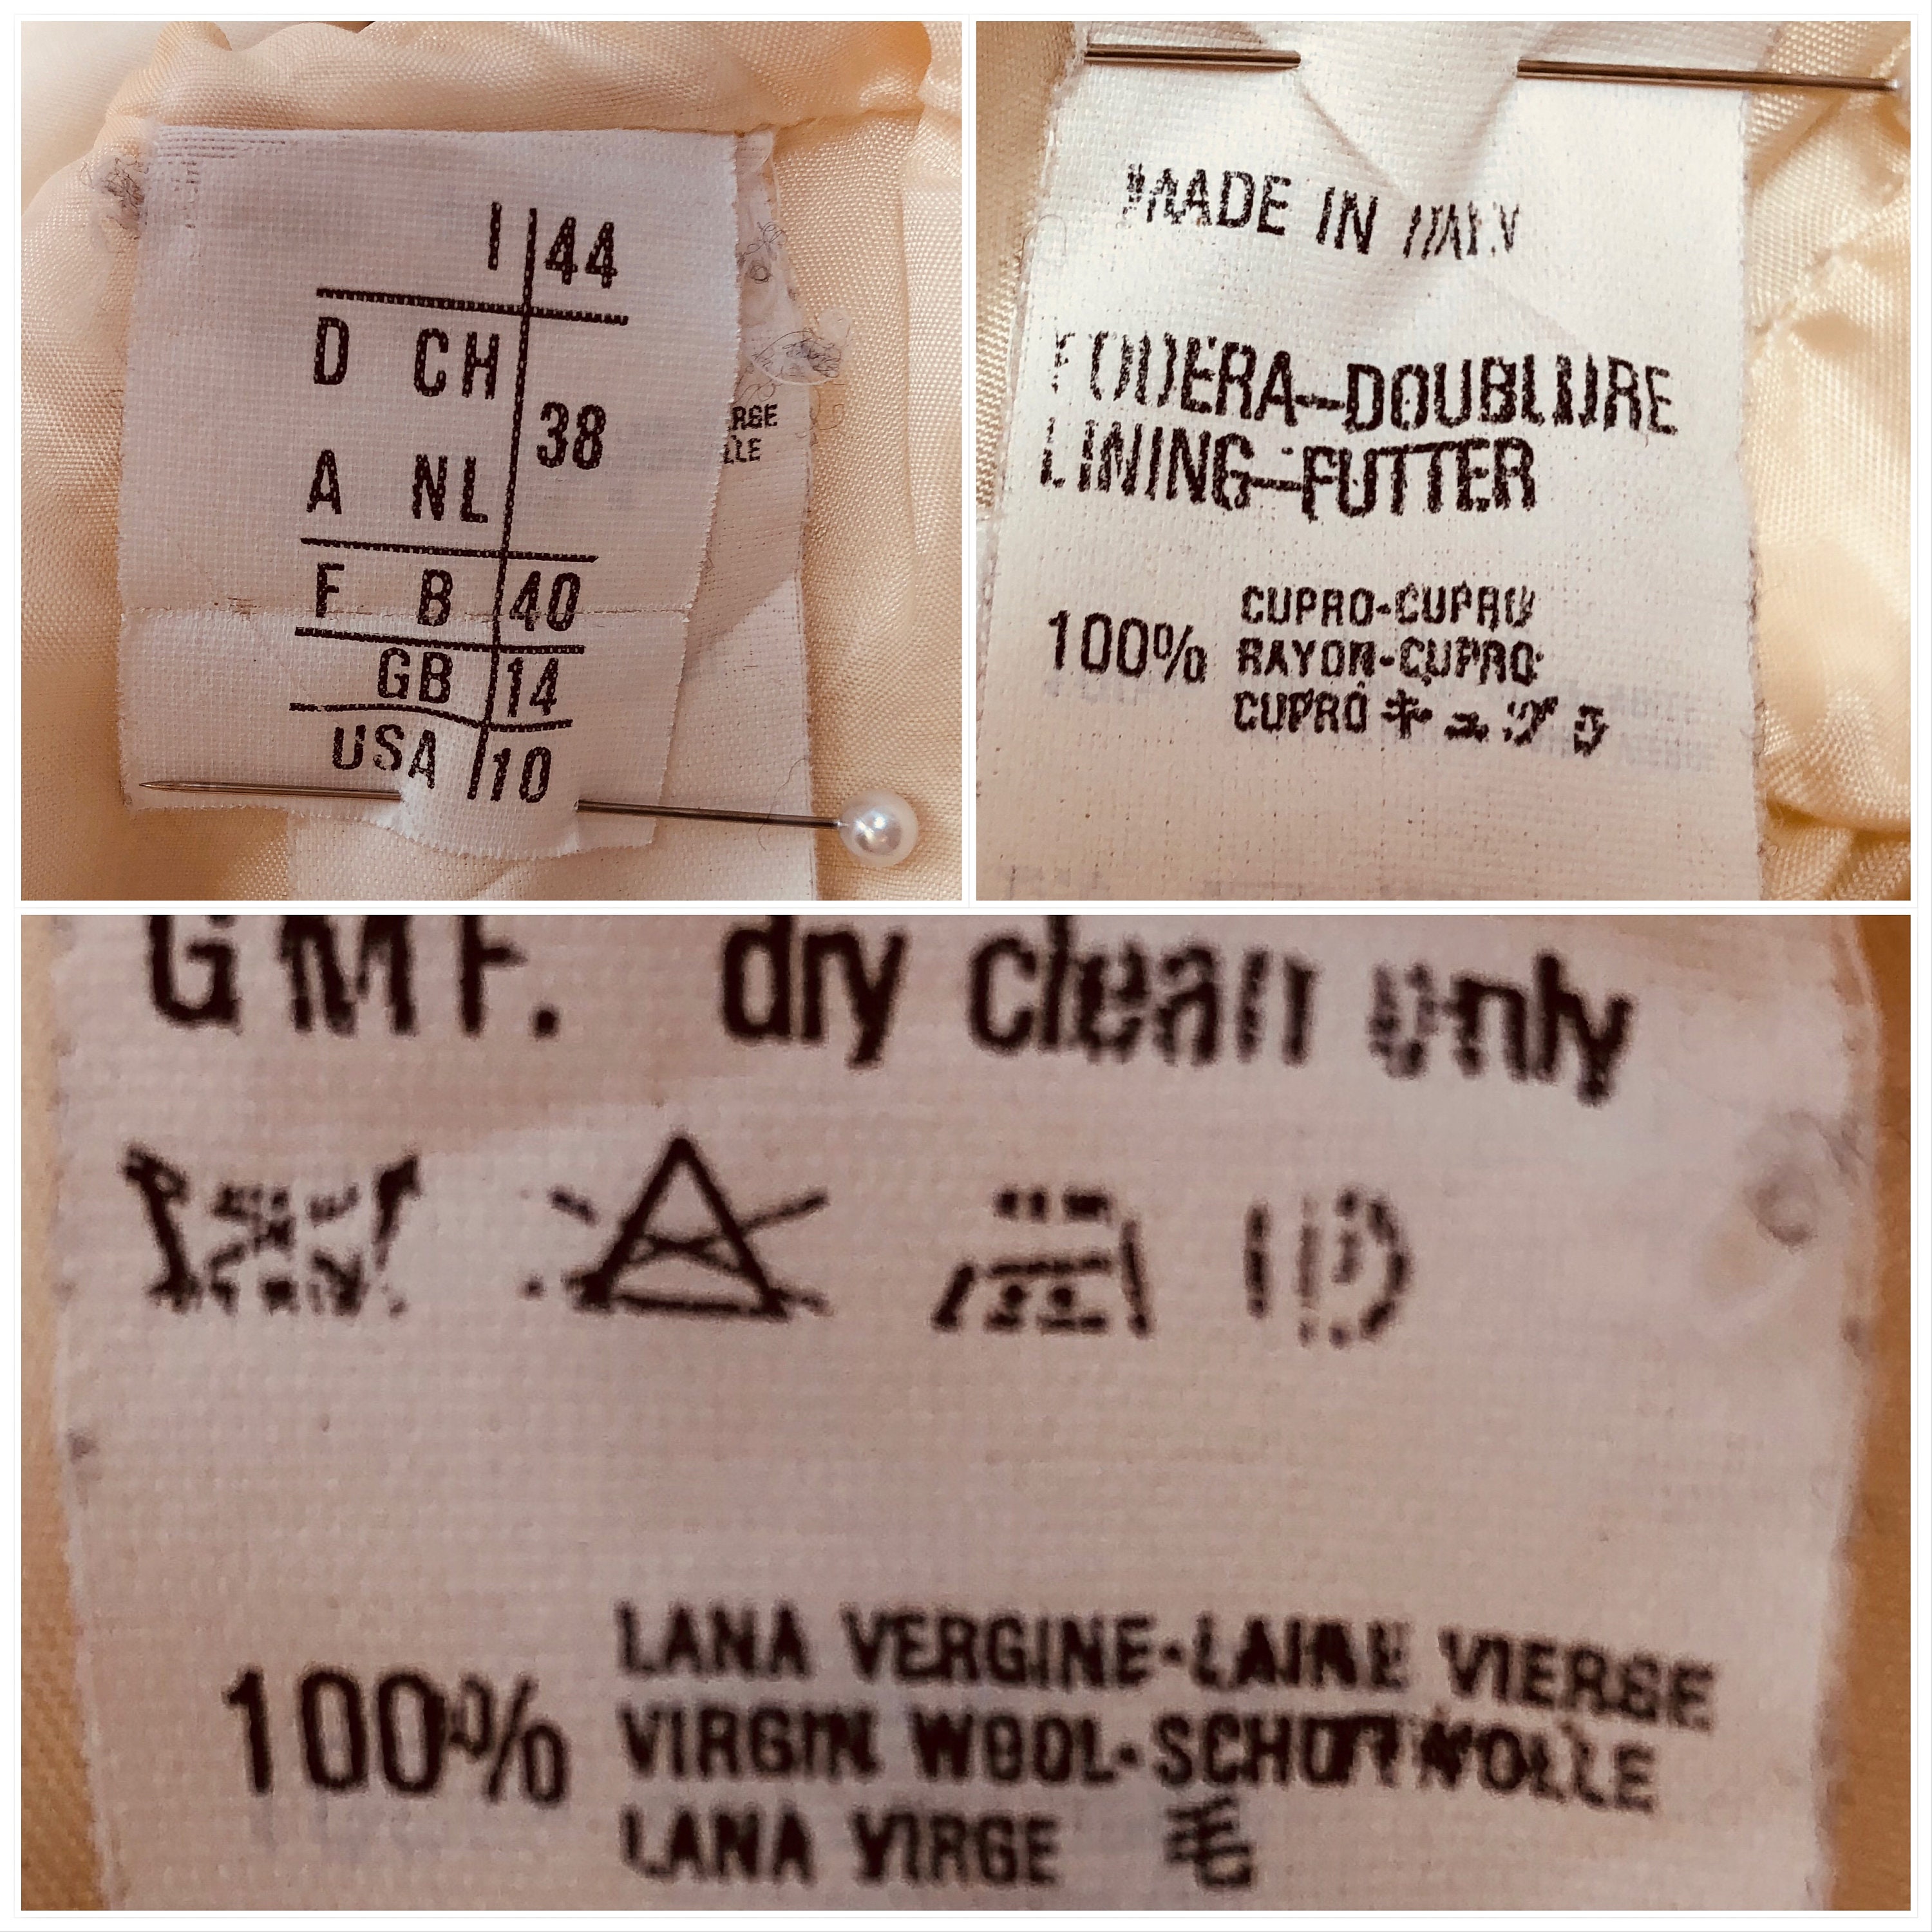 I 44
D CH
38
A NL
F B 40
GB 14
USA 10
RGE
LLE
MADE IN ITALY
FODERA-DOUBLURE
LINING-FUTTER
100% CUPRO-CUPRO
RAYON-CUPRO
CUPRO キュプラ
GMF. dry clean only
100% LANA VERGINE-LAINE VIERGE
VIRGIN WOOL-SCHURWOLLE
LANA VIRGE 毛